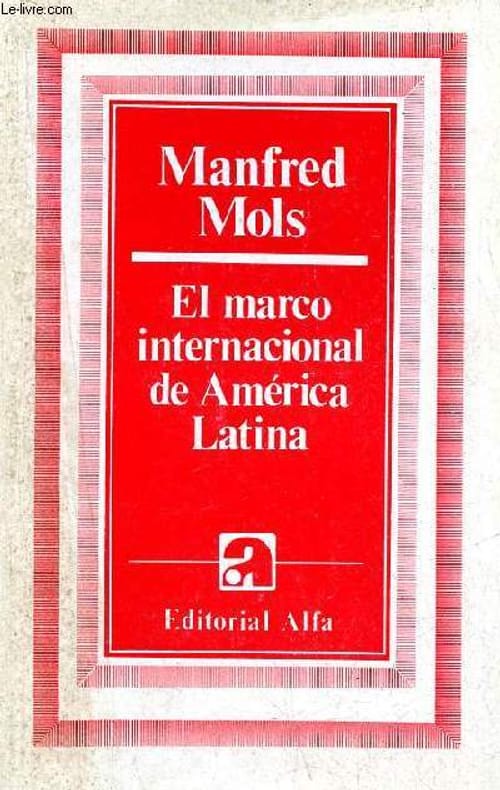 Le-livre.com
Manfred
Mols
El marco
internacional
de América
Latina
a
Editorial Alfa